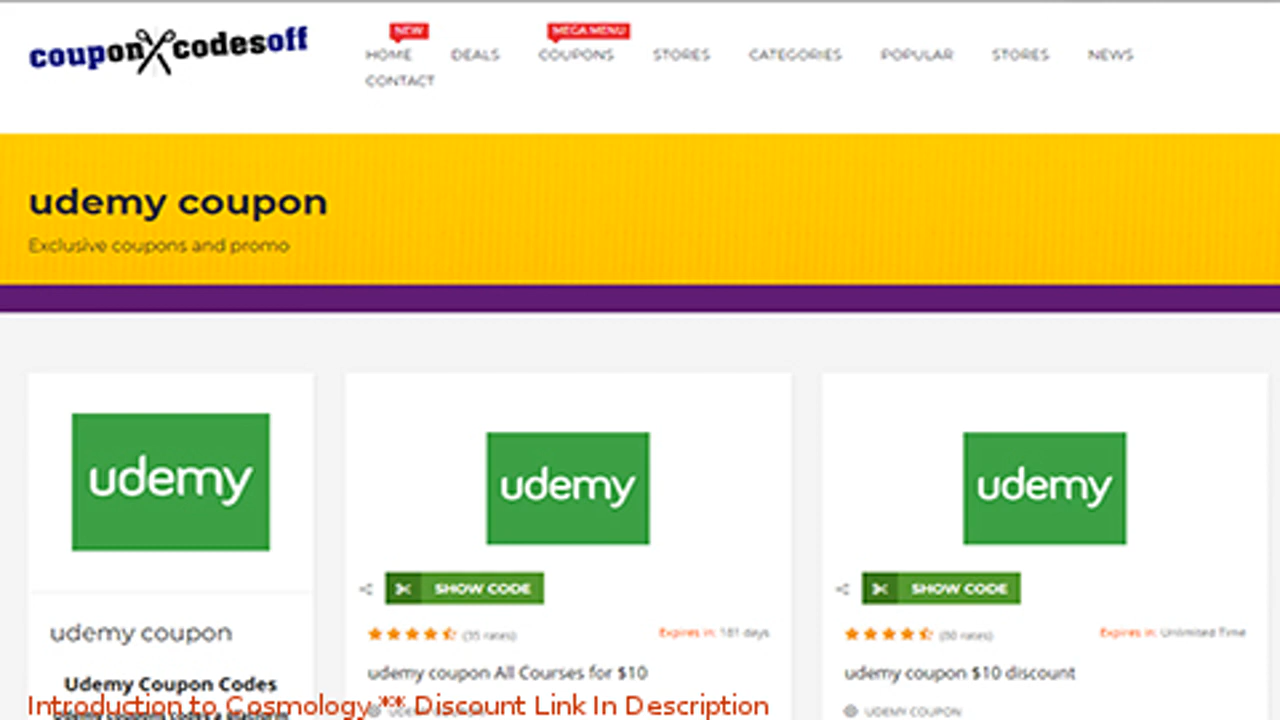 couponXcodesoff
NEW
MEGA MENU
HOME DEALS COUPONS STORES CATEGORIES POPULAR STORES NEWS
CONTACT
udemy coupon
Exclusive coupons and promo
udemy
udemy
udemy
SHOW CODE
SHOW CODE
(35 rates)
Expires in: 181 days
(80 rates)
Expires in: Unlimited Time
udemy coupon
udemy coupon All Courses for $10
udemy coupon $10 discount
Udemy Coupon Codes
Introduction to Cosmology ** Discount Link In Description
UDEMY COUPON